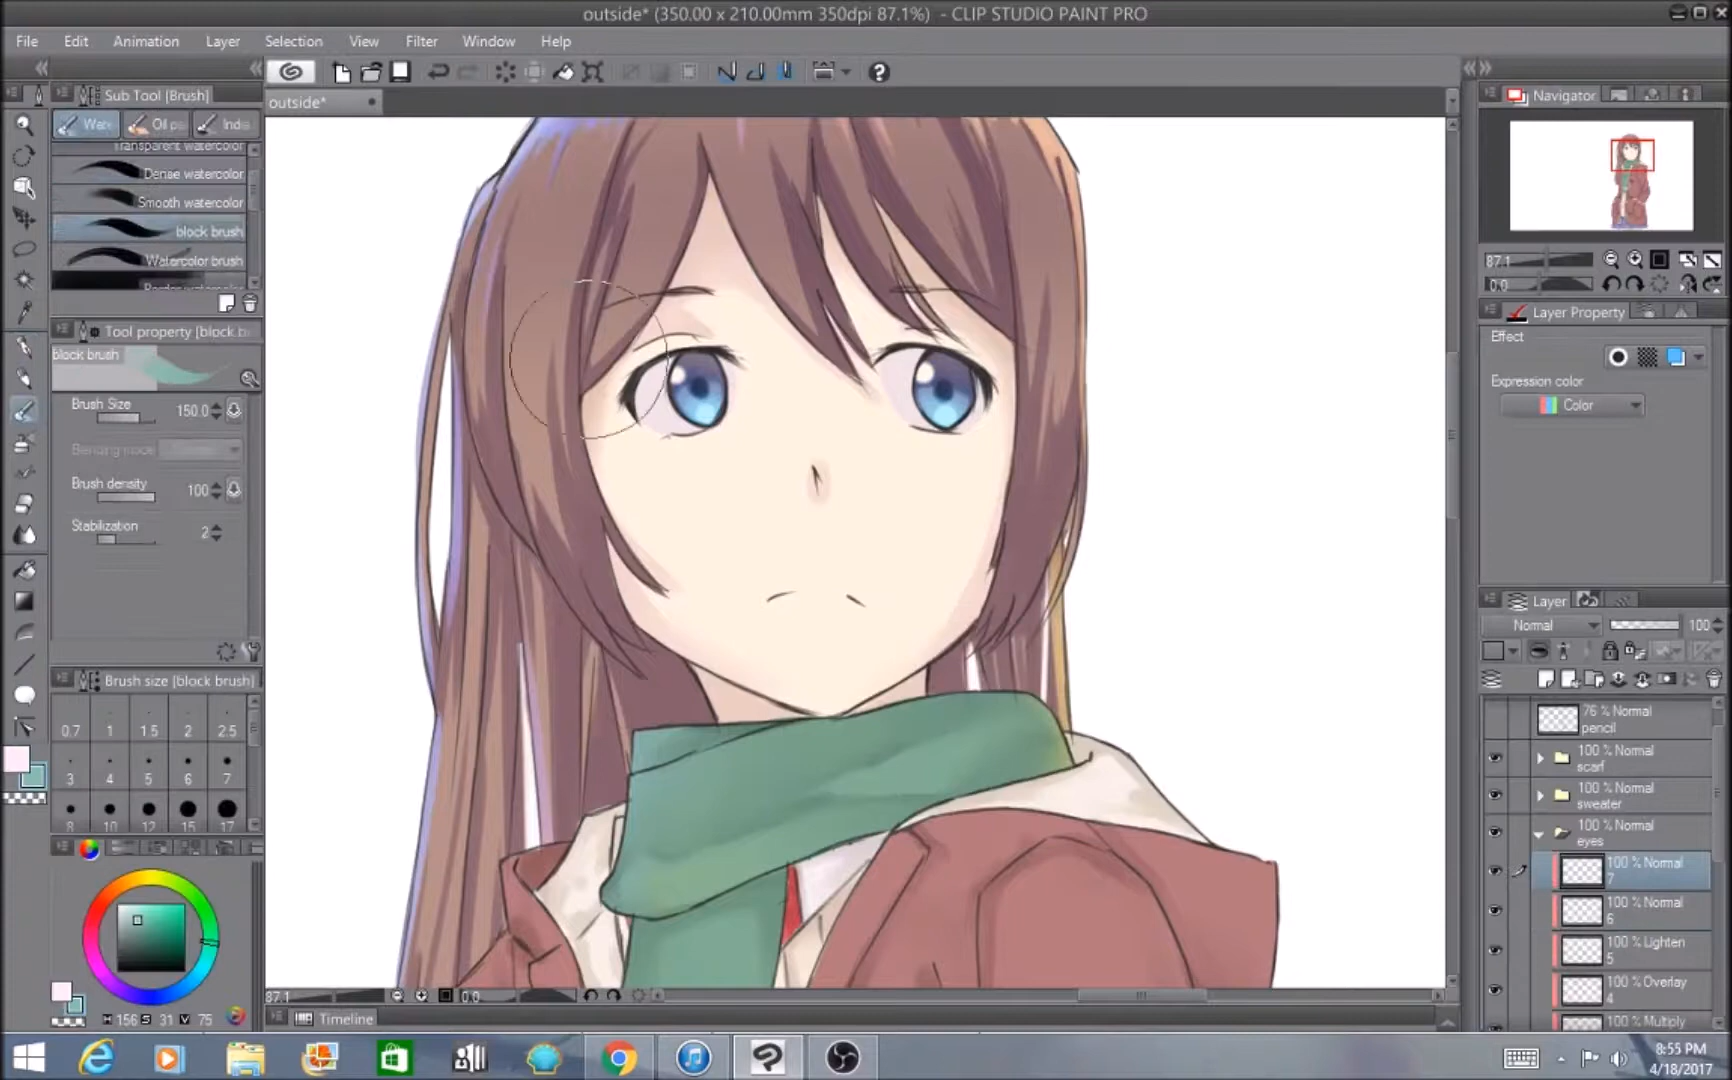 outside* (350.00 x 210.00mm 350dpi 87.1%) - CLIP STUDIO PAINT PRO
File Edit Animation Layer Selection View Filter Window Help
Sub Tool [Brush]
outside*
Navigator
Wate
Oil pa
India
Transparent watercolor
Dense watercolor
Smooth watercolor
block brush
Watercolor brush
87.1
0.0
Tool property [block.b
Layer Property
block brush
Effect
Expression color
Color
Brush Size 150.0
Blending mode
Brush density 100
Stabilization 2
Layer
Normal 100
Brush size [block brush]
0.7 1 1.5 2 2.5
3 4 5 6 7
8 10 12 15 17
76 % Normal
pencil
100 % Normal
scarf
100 % Normal
sweater
100 % Normal
eyes
100 % Normal
7
100 % Normal
6
100 % Lighten
5
100 % Overlay
4
100 % Multiply
87.1 0.0
H 156 S 31 V 75
Timeline
8:55 PM
4/18/2017